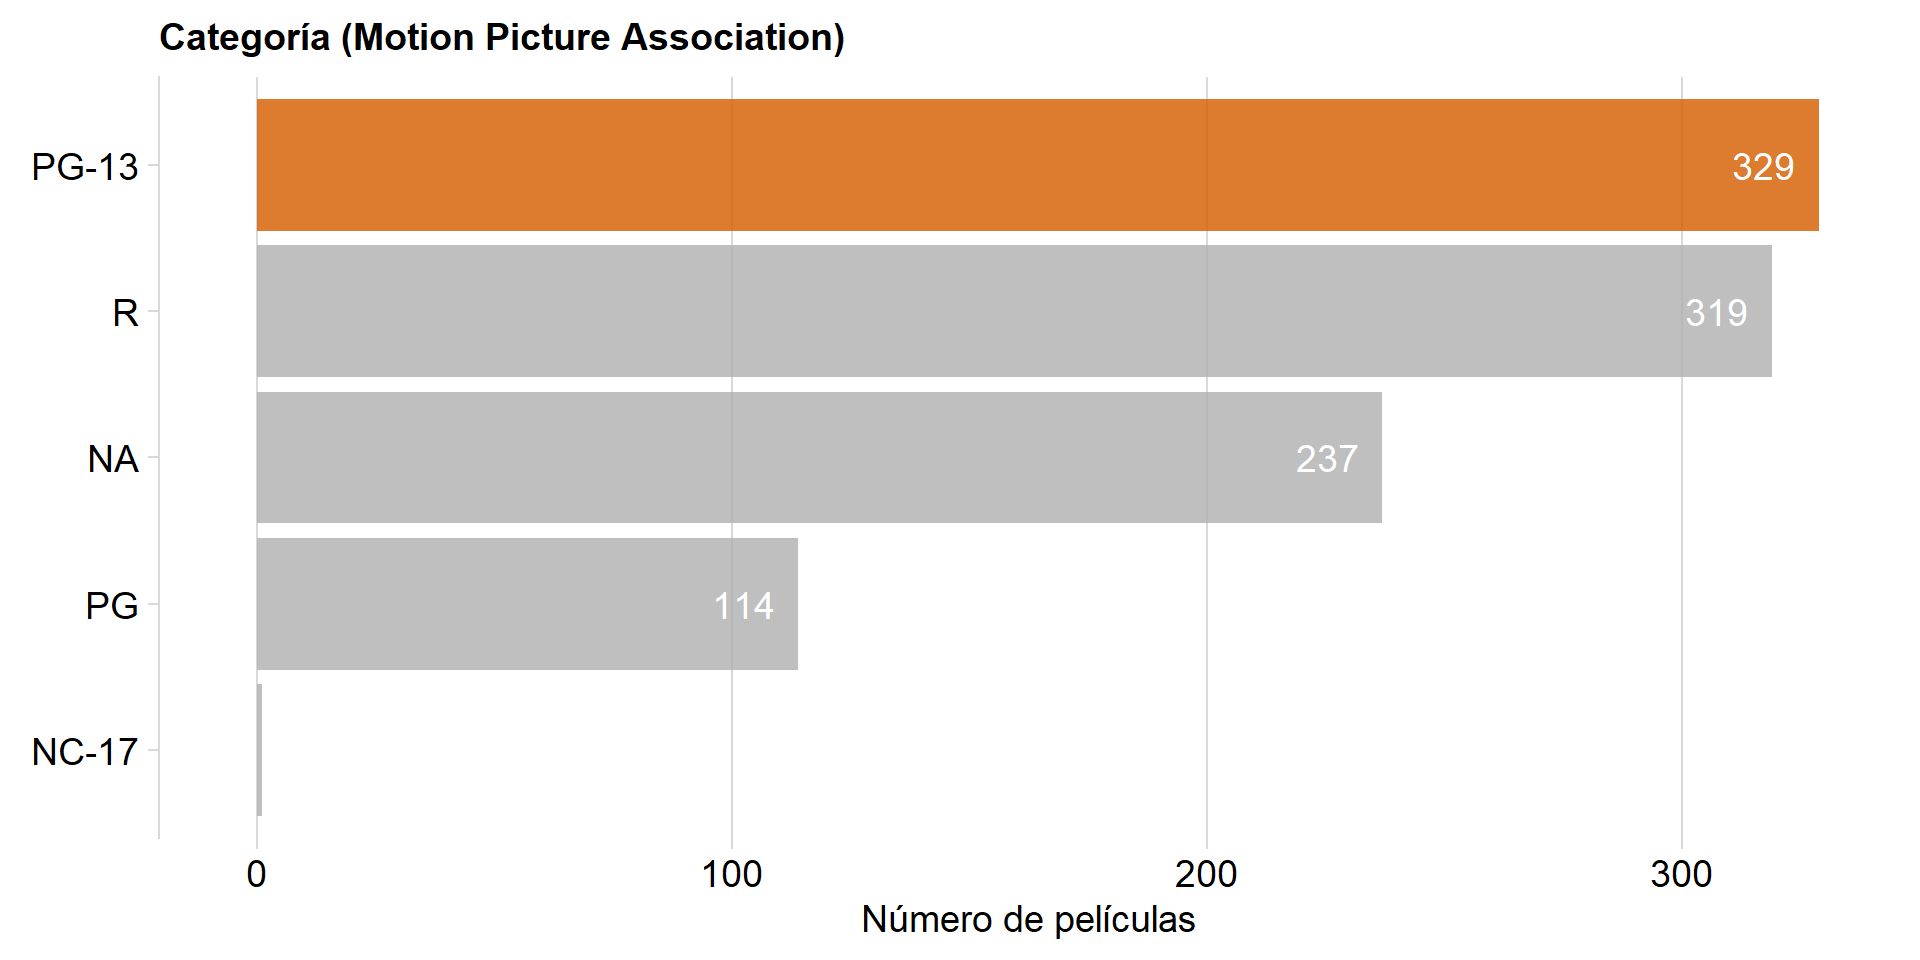 Categoría (Motion Picture Association)
PG-13
329
R
319
NA
237
PG
114
NC-17
0 100 200 300
Número de películas